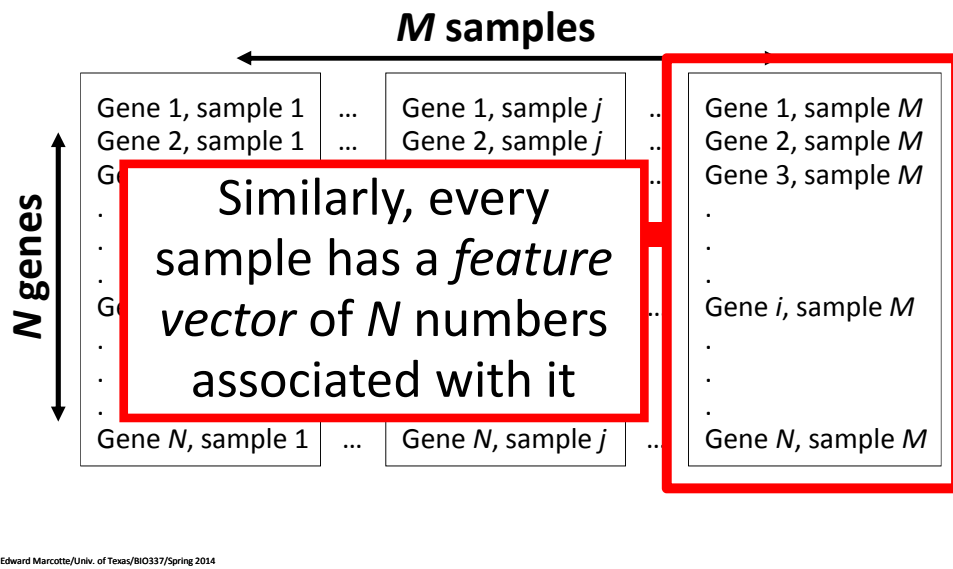 M samples
N genes
Gene 1, sample 1 ... Gene 1, sample j .. Gene 1, sample M
Gene 2, sample 1 ... Gene 2, sample j .. Gene 2, sample M
Ge .. Gene 3, sample M
. .
. .
. .
Ge .. Gene i, sample M
. .
. .
. .
Gene N, sample 1 ... Gene N, sample j ... Gene N, sample M
Similarly, every
sample has a feature
vector of N numbers
associated with it
Edward Marcotte/Univ. of Texas/BIO337/Spring 2014